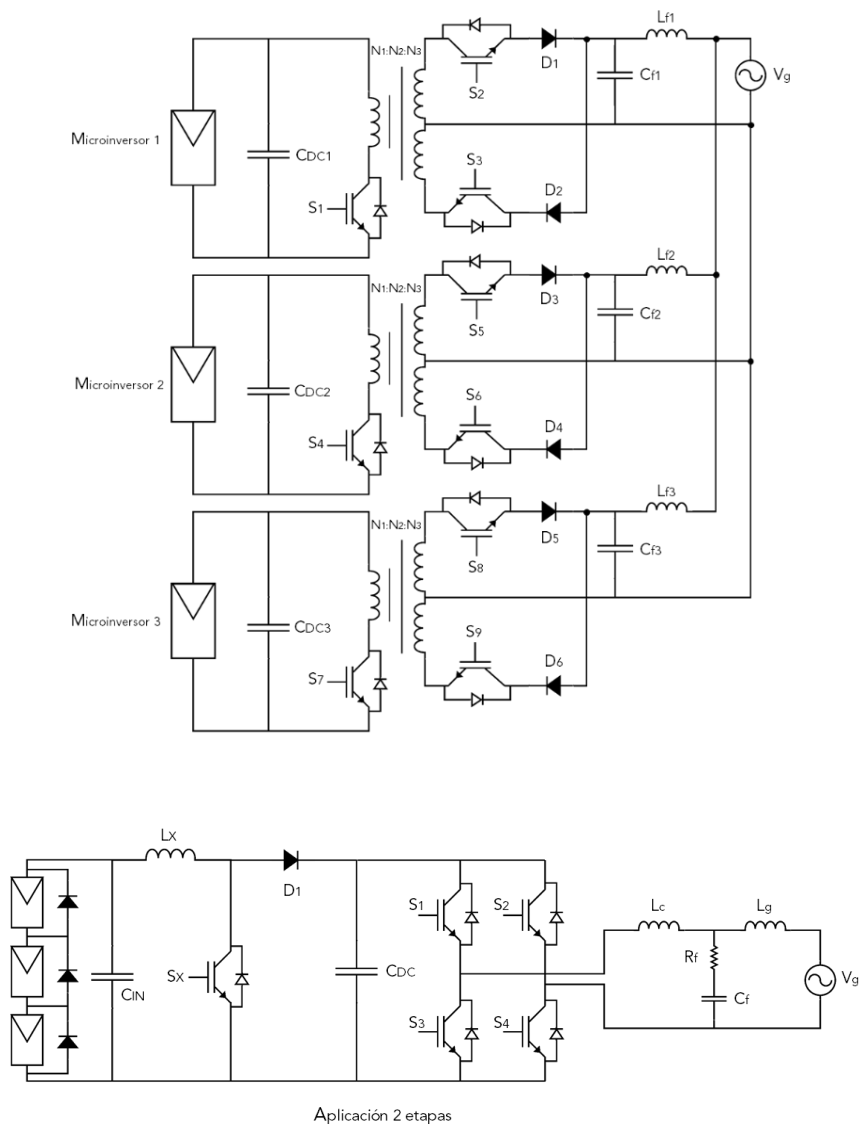 Lf1
N1:N2:N3
D1
Cf1
Vg
S2
Microinversor 1
CDC1
S3
D2
S1
Lf2
N1:N2:N3
D3
Cf2
S5
Microinversor 2
CDC2
S6
D4
S4
Lf3
N1:N2:N3
D5
Cf3
S8
Microinversor 3
CDC3
S9
D6
S7
Lx
D1
S1
S2
Lc
Lg
Rf
CIN
Sx
CDC
Vg
Cf
S3
S4
Aplicación 2 etapas